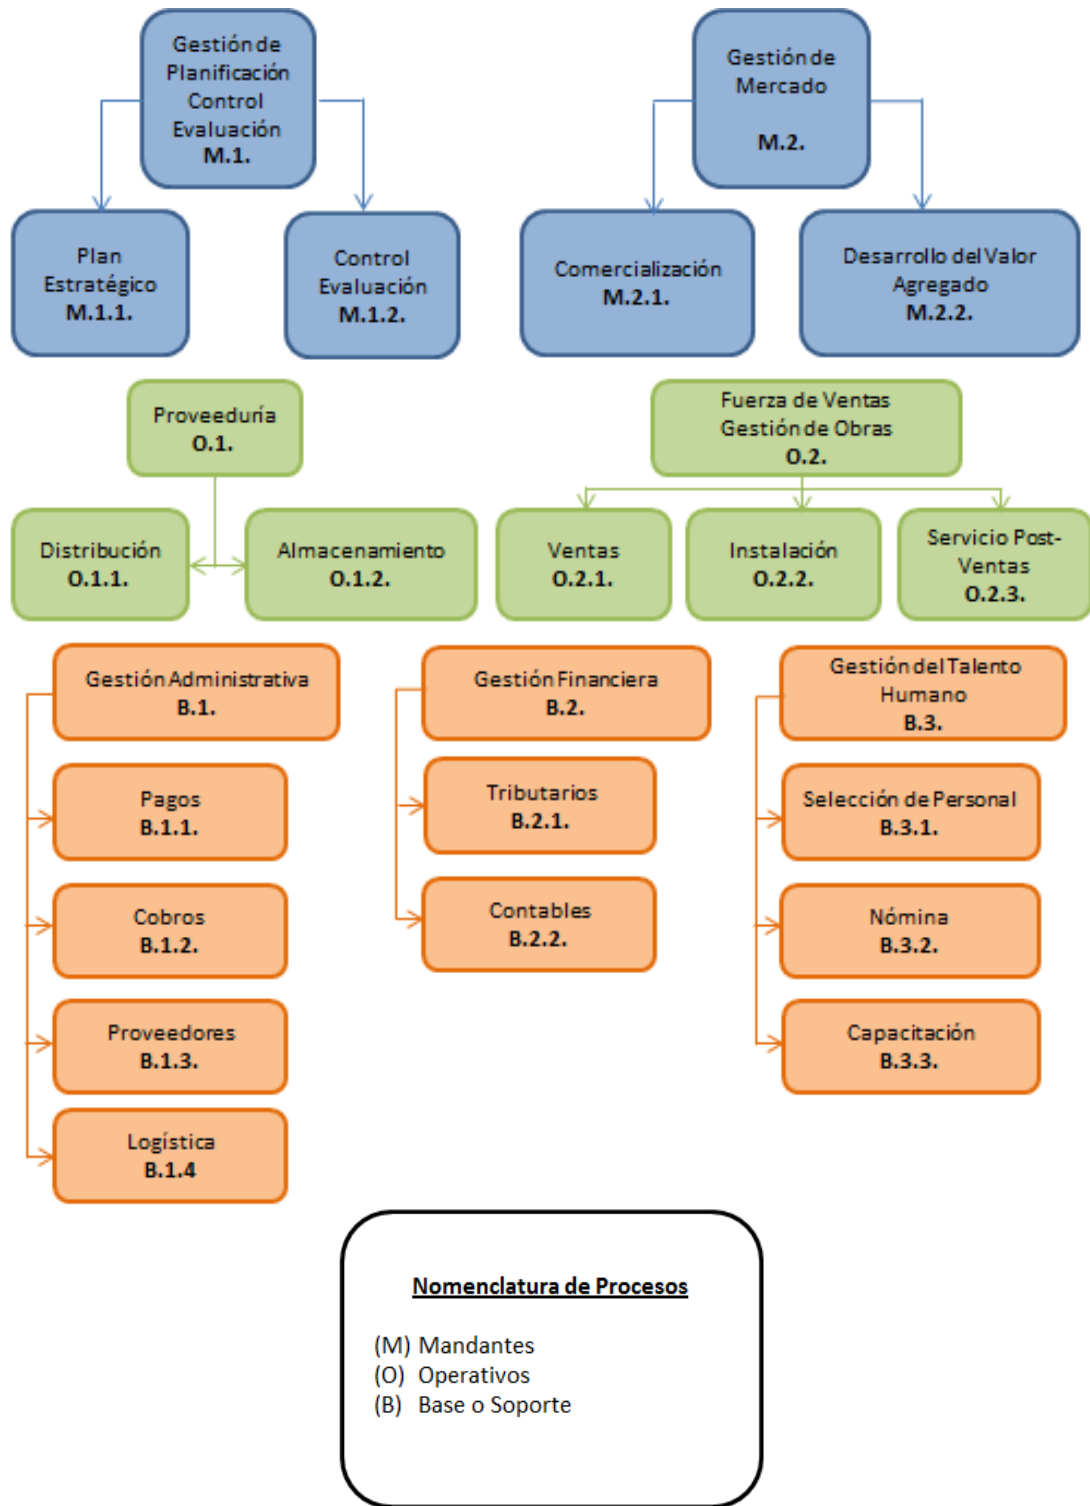 Gestión de
Planificación
Control
Evaluación
M.1.
Gestión de
Mercado
M.2.
Plan
Estratégico
M.1.1.
Control
Evaluación
M.1.2.
Comercialización
M.2.1.
Desarrollo del Valor
Agregado
M.2.2.
Proveeduría
O.1.
Fuerza de Ventas
Gestión de Obras
O.2.
Distribución
O.1.1.
Almacenamiento
O.1.2.
Ventas
O.2.1.
Instalación
O.2.2.
Servicio Post-
Ventas
O.2.3.
Gestión Administrativa
B.1.
Gestión Financiera
B.2.
Gestión del Talento
Humano
B.3.
Pagos
B.1.1.
Tributarios
B.2.1.
Selección de Personal
B.3.1.
Cobros
B.1.2.
Contables
B.2.2.
Nómina
B.3.2.
Proveedores
B.1.3.
Capacitación
B.3.3.
Logística
B.1.4
Nomenclatura de Procesos
(M) Mandantes
(O) Operativos
(B) Base o Soporte